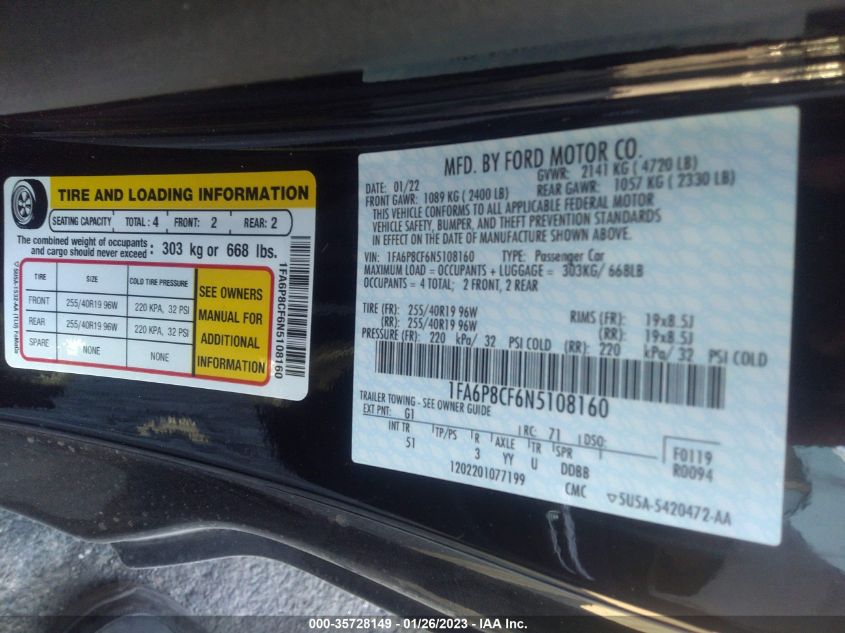 TIRE AND LOADING INFORMATION
SEATING CAPACITY TOTAL: 4 FRONT: 2 REAR: 2
The combined weight of occupants and cargo should never exceed: 303 kg or 668 lbs.
TIRE SIZE COLD TIRE PRESSURE
FRONT 255/40R19 96W 220 KPA, 32 PSI
REAR 255/40R19 96W 220 KPA, 32 PSI
SPARE NONE NONE
SEE OWNERS
MANUAL FOR
ADDITIONAL
INFORMATION
1FA6P8CF6N5108160
MFD. BY FORD MOTOR CO.
DATE: 01/22 GVWR: 2141 KG ( 4720 LB)
FRONT GAWR: 1089 KG ( 2400 LB) REAR GAWR: 1057 KG ( 2330 LB)
THIS VEHICLE CONFORMS TO ALL APPLICABLE FEDERAL MOTOR
VEHICLE SAFETY, BUMPER, AND THEFT PREVENTION STANDARDS
IN EFFECT ON THE DATE OF MANUFACTURE SHOWN ABOVE.
VIN: 1FA6P8CF6N5108160 TYPE: Passenger Car
MAXIMUM LOAD = OCCUPANTS + LUGGAGE = 303KG/ 668LB
OCCUPANTS = 4 TOTAL; 2 FRONT, 2 REAR
TIRE (FR): 255/40R19 96W RIMS (FR): 19x8.5J
(RR): 255/40R19 96W (RR): 19x8.5J
PRESSURE (FR): 220 kPa/ 32 PSI COLD (RR): 220 kPa/ 32 PSI COLD
1FA6P8CF6N5108160
TRAILER TOWING - SEE OWNER GUIDE
EXT PNT: G1 RC: 71 DSO:
INT TR TP/PS R AXLE TR SPR F0119
51 3 YY U DDBB R0094
1202201077199 CMC 5U5A-5420472-AA
000-35728149 - 01/26/2023 - IAAI.COM